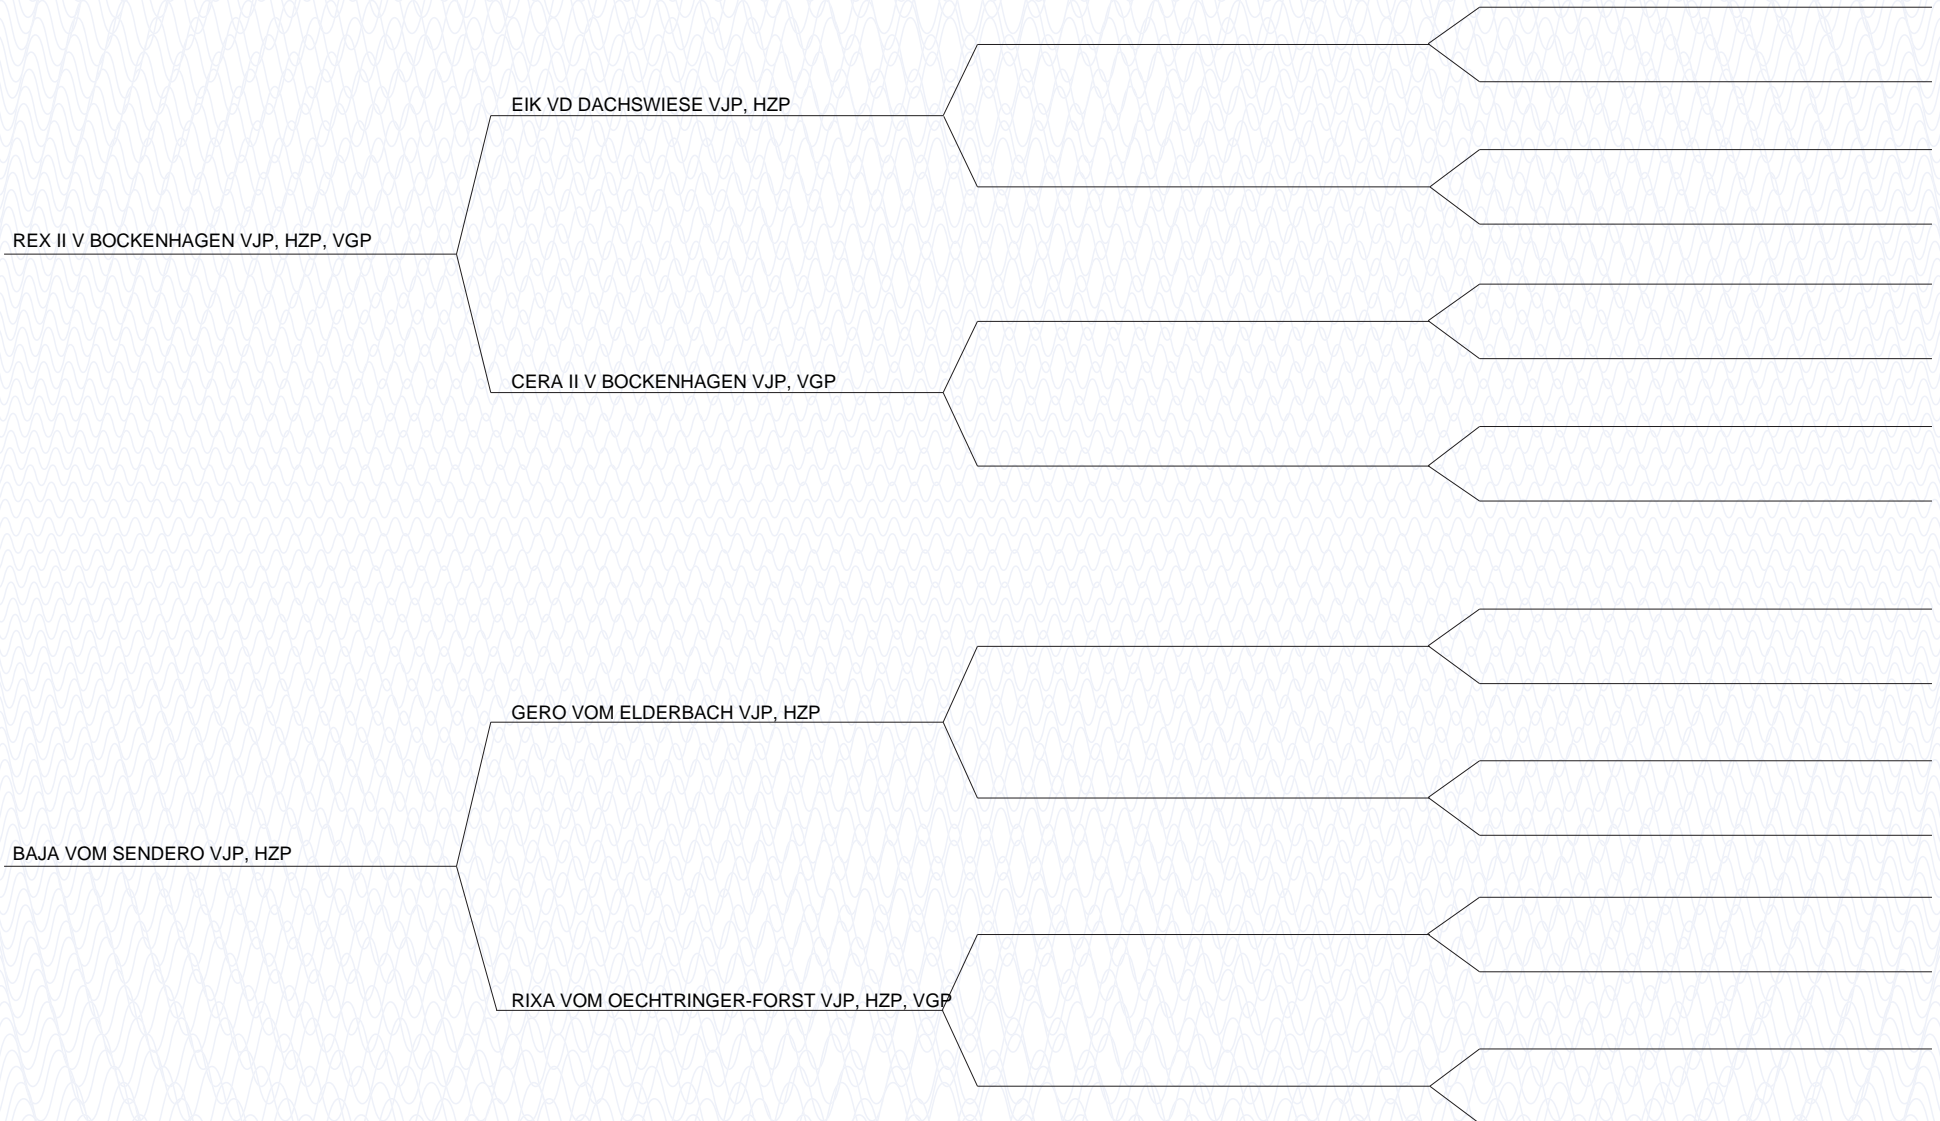 EIK VD DACHSWIESE VJP, HZP
REX II V BOCKENHAGEN VJP, HZP, VGP
CERA II V BOCKENHAGEN VJP, VGP
GERO VOM ELDERBACH VJP, HZP
BAJA VOM SENDERO VJP, HZP
RIXA VOM OECHTRINGER-FORST VJP, HZP, VGP